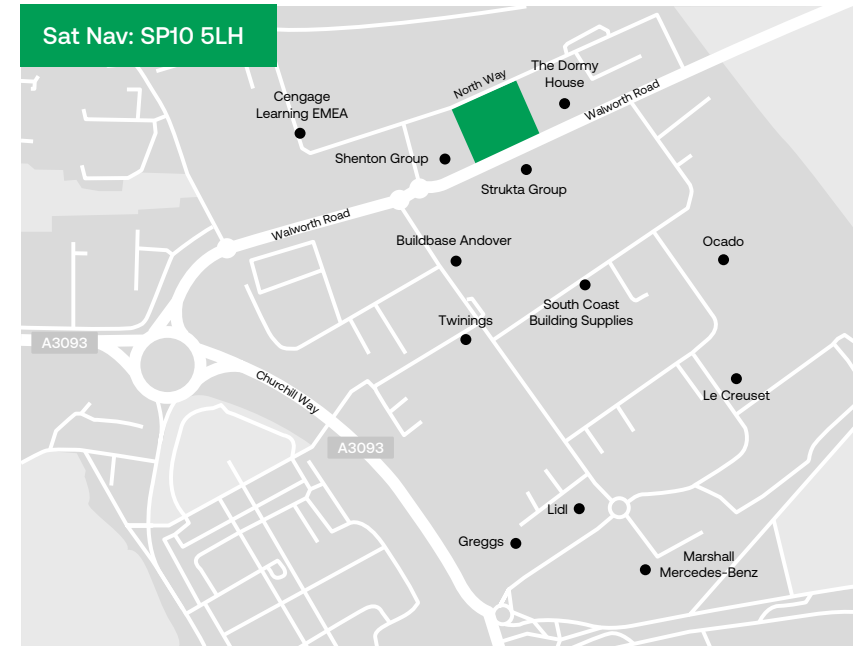 Sat Nav: SP10 5LH
The Dormy
House
North Way
Cengage
Learning EMEA
Walworth Road
Shenton Group
Strukta Group
Walworth Road
Buildbase Andover
Ocado
South Coast
Building Supplies
Twinings
A3093
Churchill Way
Le Creuset
A3093
Lidl
Greggs
Marshall
Mercedes-Benz